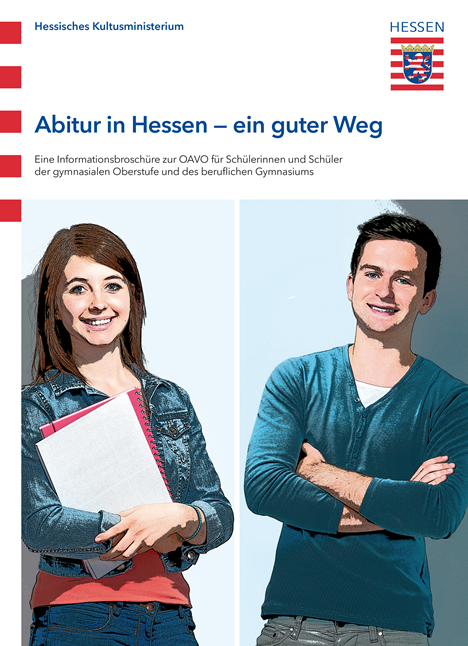 Hessisches Kultusministerium
HESSEN
Abitur in Hessen – ein guter Weg
Eine Informationsbroschüre zur OAVO für Schülerinnen und Schüler
der gymnasialen Oberstufe und des beruflichen Gymnasiums